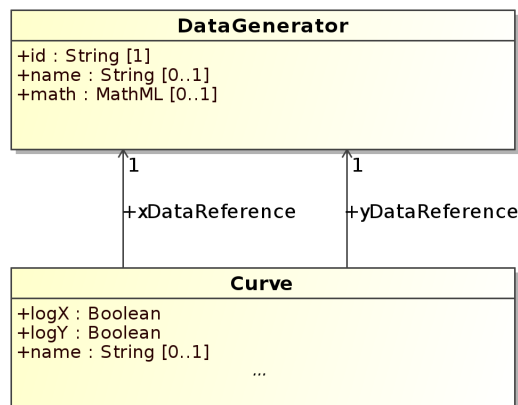 DataGenerator
+id : String [1]
+name : String [0..1]
+math : MathML [0..1]
1 1
+xDataReference +yDataReference
Curve
+logX : Boolean
+logY : Boolean
+name : String [0..1]
...